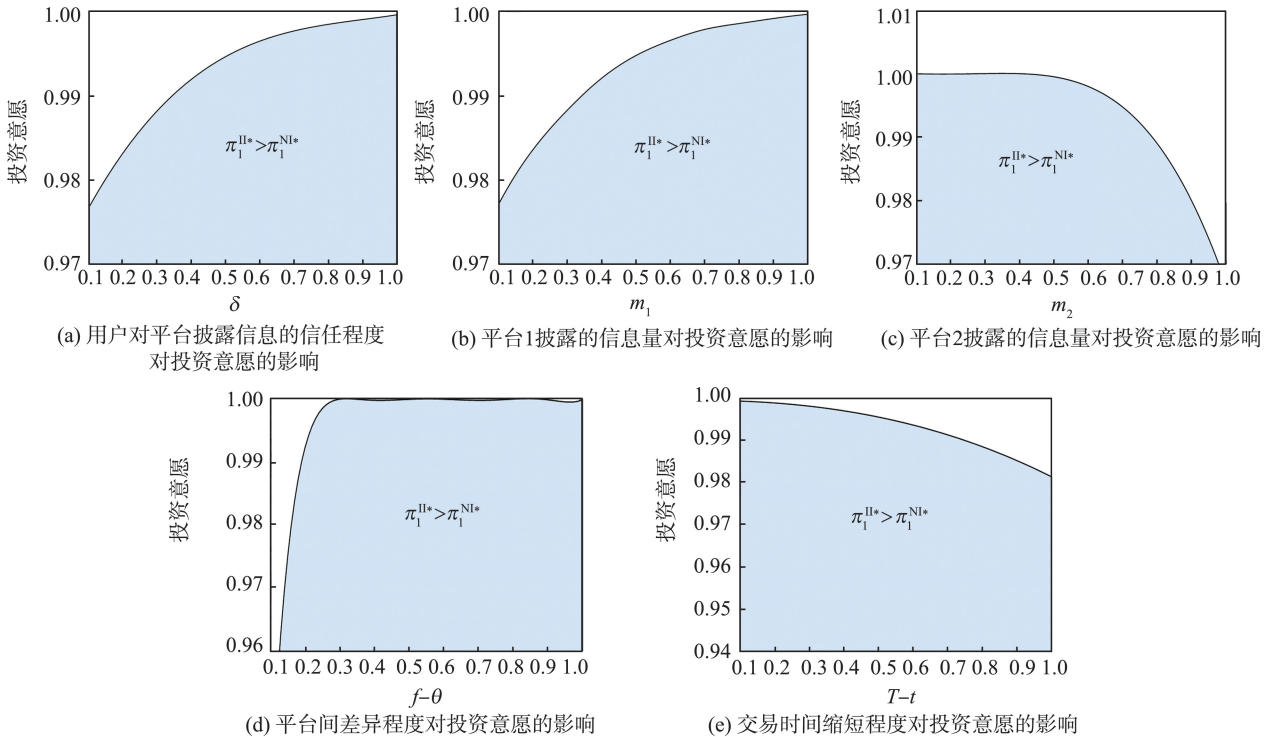 1.00
0.99
0.98
0.97
投资意愿
π₁ᴵᴵ*>π₁ᴺᴵ*
0.1 0.2 0.3 0.4 0.5 0.6 0.7 0.8 0.9 1.0
δ
(a) 用户对平台披露信息的信任程度
对投资意愿的影响
1.00
0.99
0.98
0.97
投资意愿
π₁ᴵᴵ*>π₁ᴺᴵ*
0.1 0.2 0.3 0.4 0.5 0.6 0.7 0.8 0.9 1.0
m₁
(b) 平台1披露的信息量对投资意愿的影响
1.01
1.00
0.99
0.98
0.97
投资意愿
π₁ᴵᴵ*>π₁ᴺᴵ*
0.1 0.2 0.3 0.4 0.5 0.6 0.7 0.8 0.9 1.0
m₂
(c) 平台2披露的信息量对投资意愿的影响
1.00
0.99
0.98
0.97
0.96
投资意愿
π₁ᴵᴵ*>π₁ᴺᴵ*
0.1 0.2 0.3 0.4 0.5 0.6 0.7 0.8 0.9 1.0
f−θ
(d) 平台间差异程度对投资意愿的影响
1.00
0.99
0.98
0.97
0.96
0.95
0.94
投资意愿
π₁ᴵᴵ*>π₁ᴺᴵ*
0.1 0.2 0.3 0.4 0.5 0.6 0.7 0.8 0.9 1.0
T−t
(e) 交易时间缩短程度对投资意愿的影响